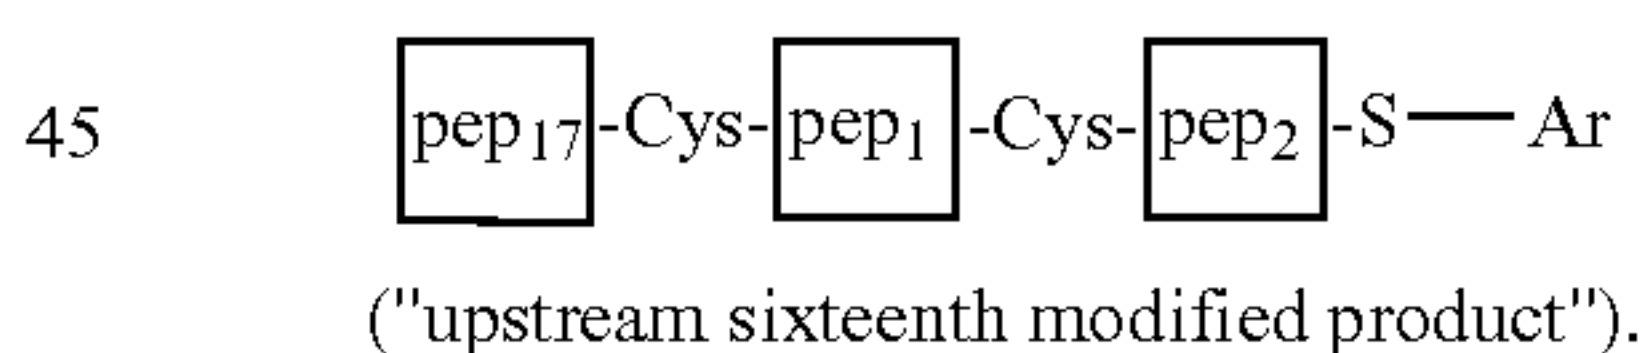 45 pep17-Cys-pep1-Cys-pep2-S—Ar
("upstream sixteenth modified product").